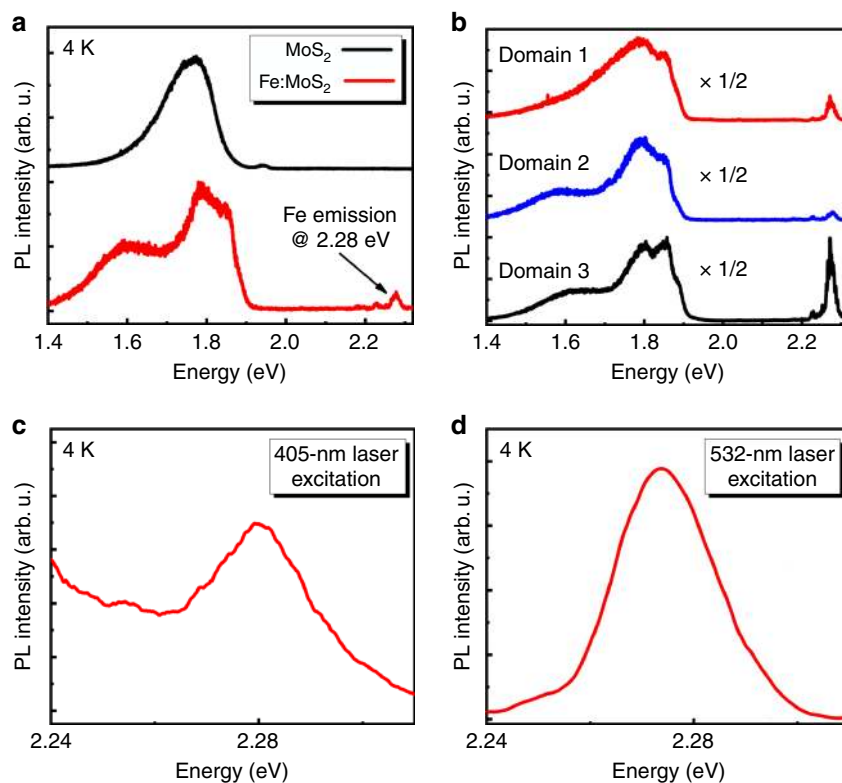 a
4 K
MoS2
Fe:MoS2
Fe emission
@ 2.28 eV
PL intensity (arb. u.)
1.4 1.6 1.8 2.0 2.2
Energy (eV)
b
Domain 1
× 1/2
Domain 2
× 1/2
Domain 3
× 1/2
PL intensity (arb. u.)
1.4 1.6 1.8 2.0 2.2
Energy (eV)
c
4 K
405-nm laser
excitation
PL intensity (arb. u.)
2.24 2.28
Energy (eV)
d
4 K
532-nm laser
excitation
PL intensity (arb. u.)
2.24 2.28
Energy (eV)